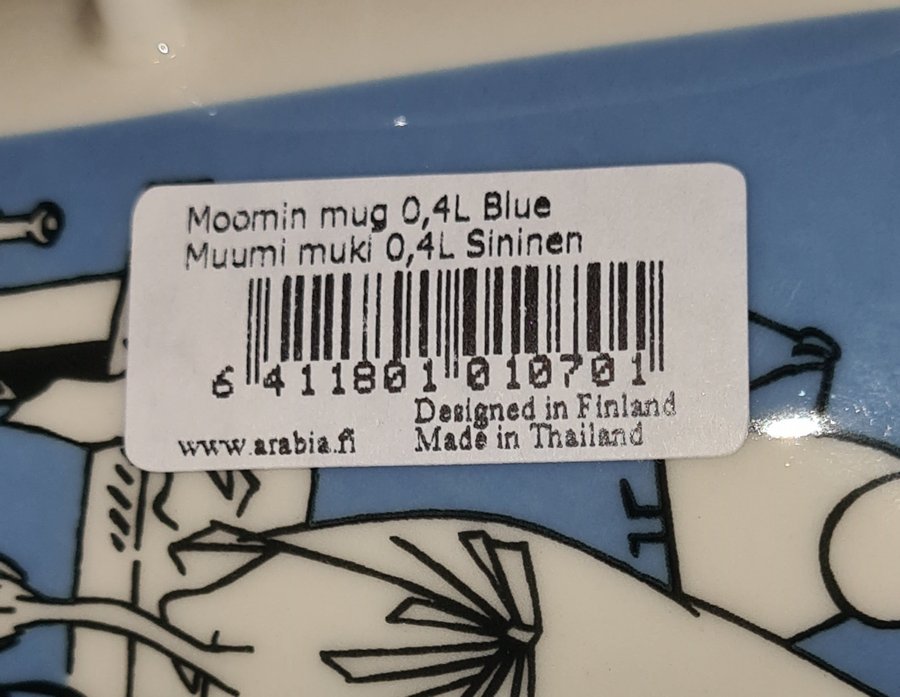 Moomin mug 0,4L Blue
Muumi muki 0,4L Sininen
6 411801 010701
Designed in Finland
www.arabia.fi Made in Thailand